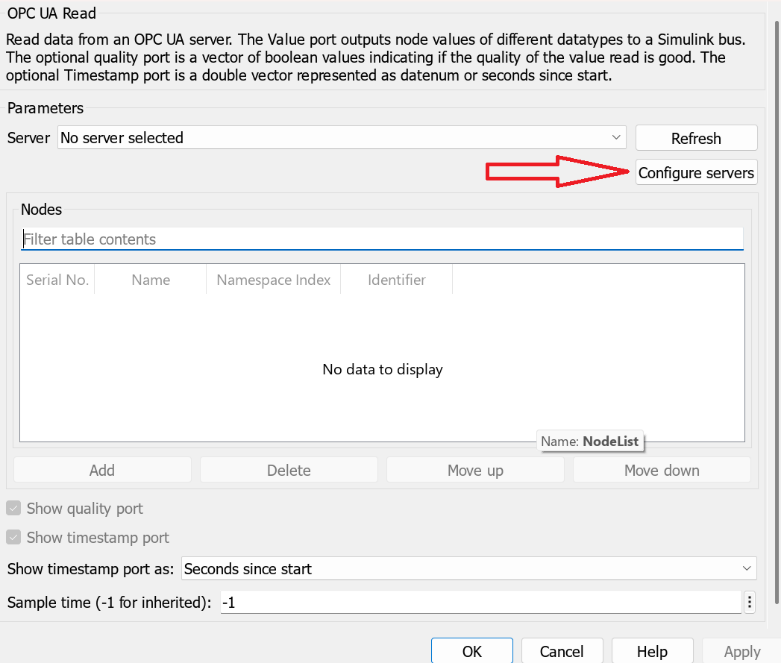 OPC UA Read
Read data from an OPC UA server. The Value port outputs node values of different datatypes to a Simulink bus.
The optional quality port is a vector of boolean values indicating if the quality of the value read is good. The
optional Timestamp port is a double vector represented as datenum or seconds since start.
Parameters
Server No server selected Refresh
Configure servers
Nodes
Filter table contents
Serial No. Name Namespace Index Identifier
No data to display
Name: NodeList
Add Delete Move up Move down
Show quality port
Show timestamp port
Show timestamp port as: Seconds since start
Sample time (-1 for inherited): -1
OK Cancel Help Apply